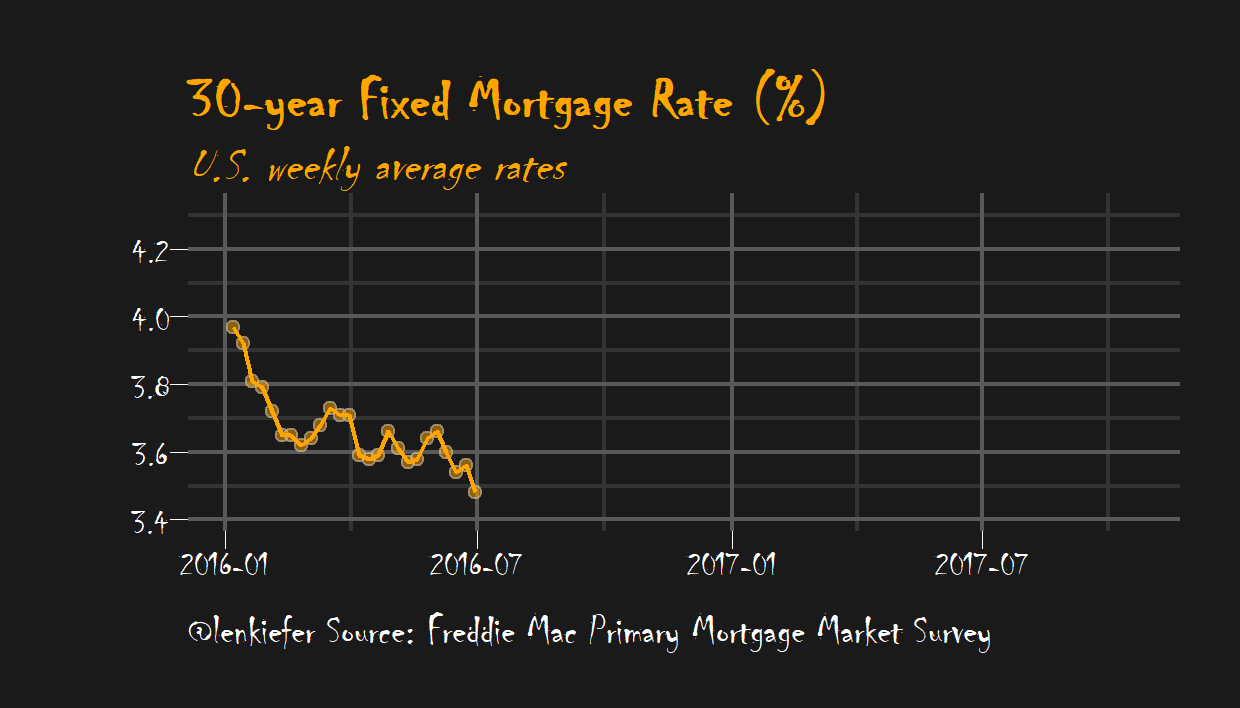 30-year Fixed Mortgage Rate (%)
U.S. weekly average rates
4.2
4.0
3.8
3.6
3.4
2016-01 2016-07 2017-01 2017-07
@lenkiefer Source: Freddie Mac Primary Mortgage Market Survey